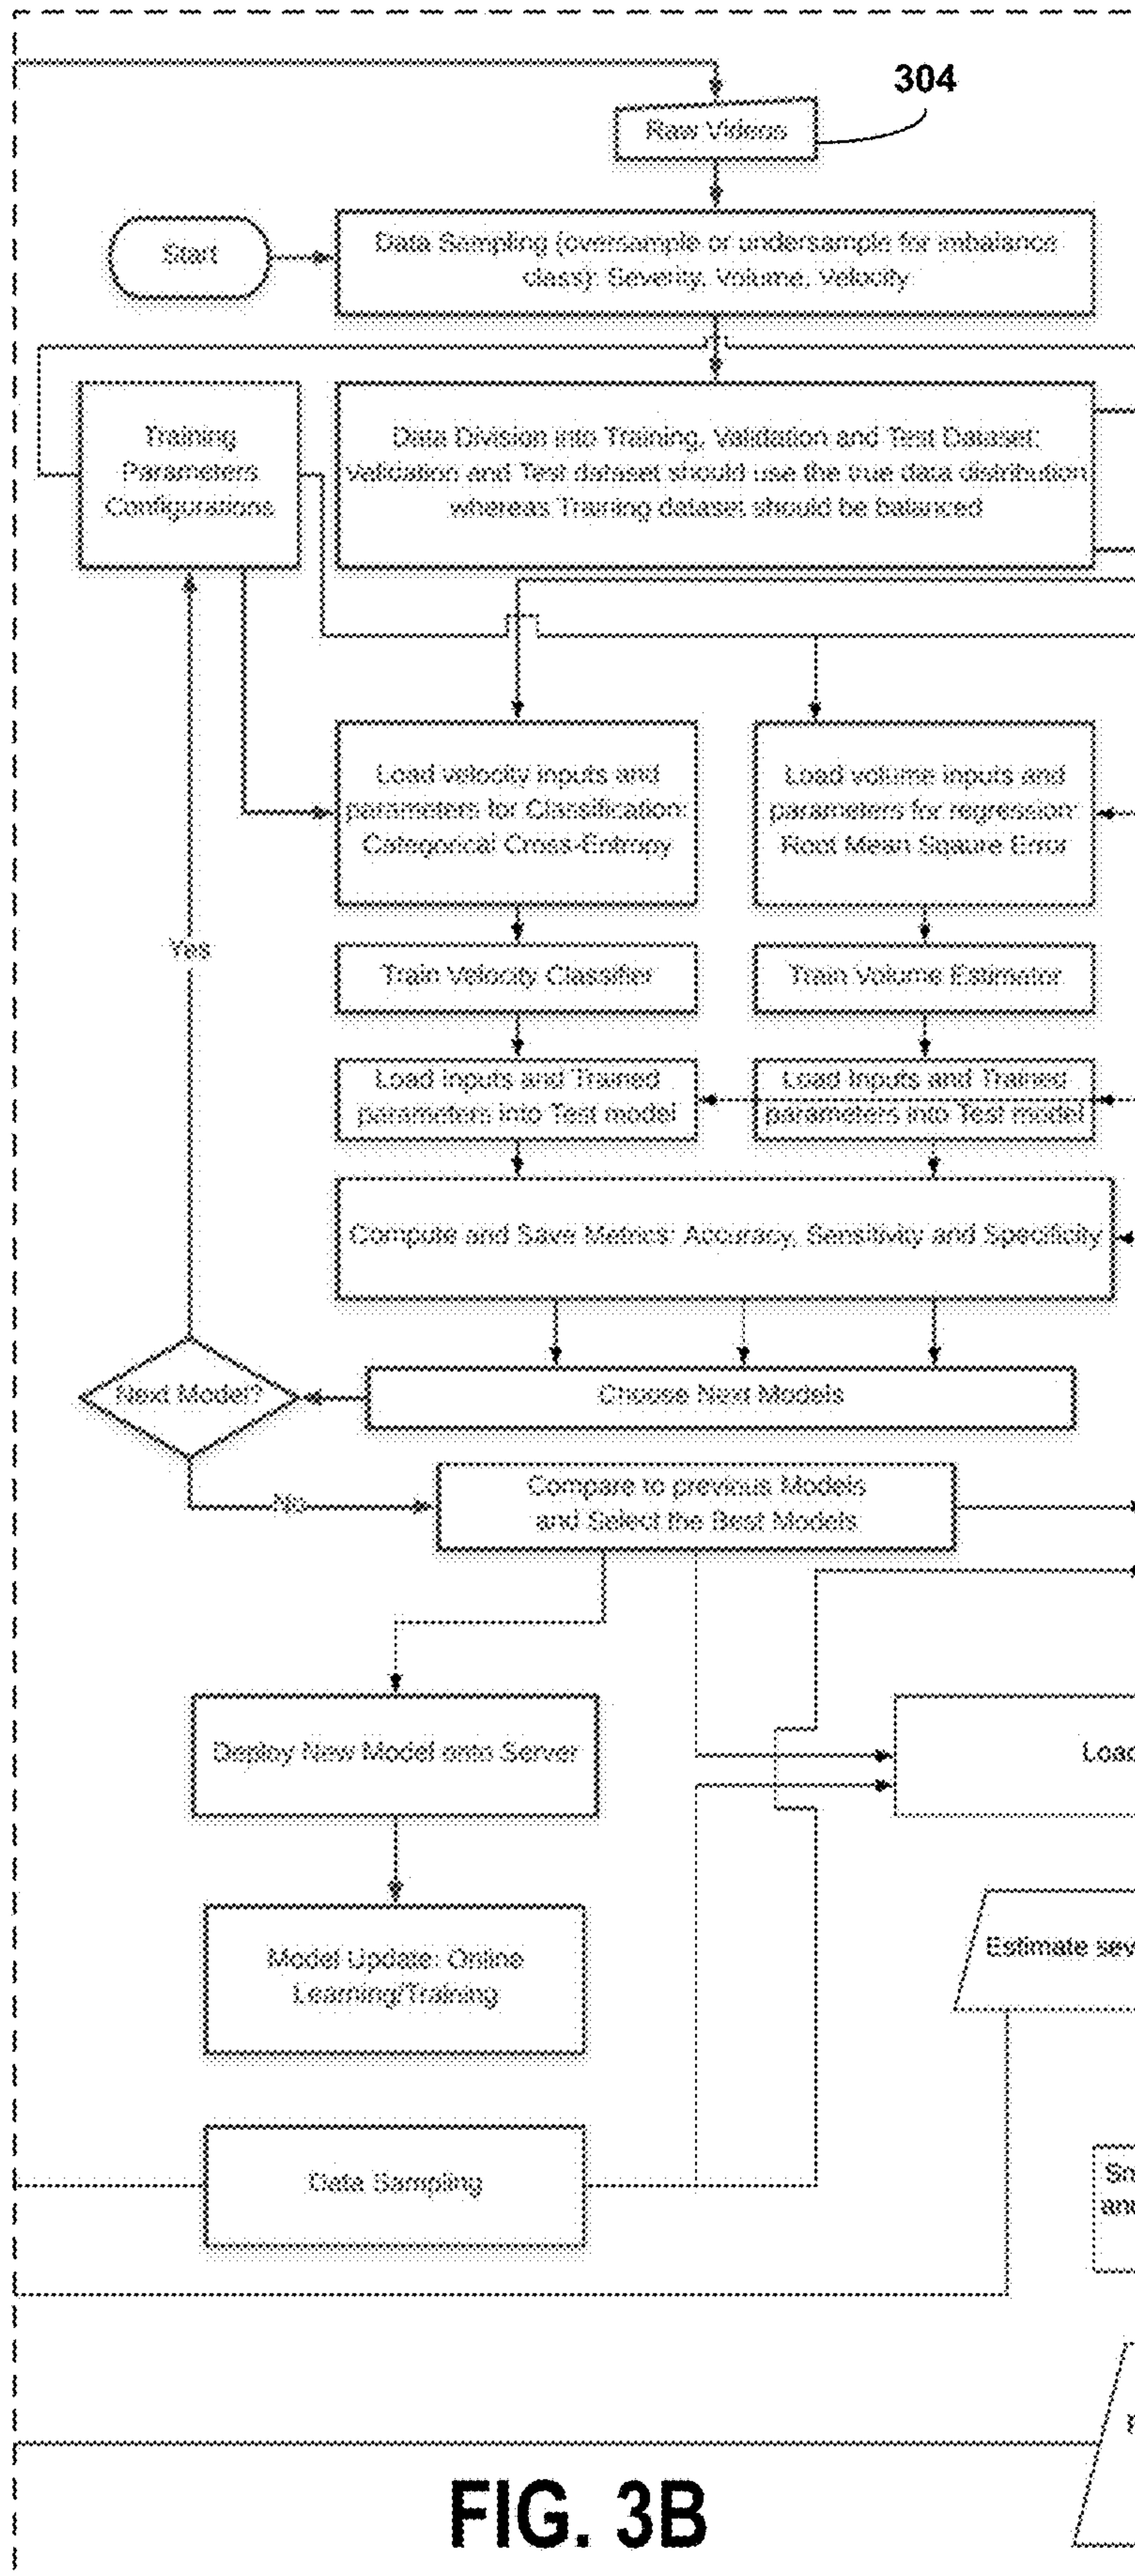 304
Raw Videos
Start
Data Sampling (oversample or undersample for imbalance
class): Severity, Volume, Velocity
Training
Parameters
Configurations
Data Division into Training, Validation and Test Dataset:
validation and Test dataset should use the true data distribution
whereas Training dataset should be balanced
Load velocity inputs and
parameters for Classification:
Categorical Cross-Entropy
Load volume inputs and
parameters for regression:
Root Mean Sqaure Error
Yes
Train Velocity Classifier
Train Volume Estimator
Load Inputs and Trained
parameters into Test model
Load Inputs and Trained
parameters into Test model
Compute and Save Metrics: Accuracy, Sensitivity and Specificity
Next Model?
Choose Next Models
No
Compare to previous Models
and Select the Best Models
Deploy New Model onto Server
Load
Model Update: Online
Learning/Training
Estimate sev
Data Sampling
Sn
and
FIG. 3B